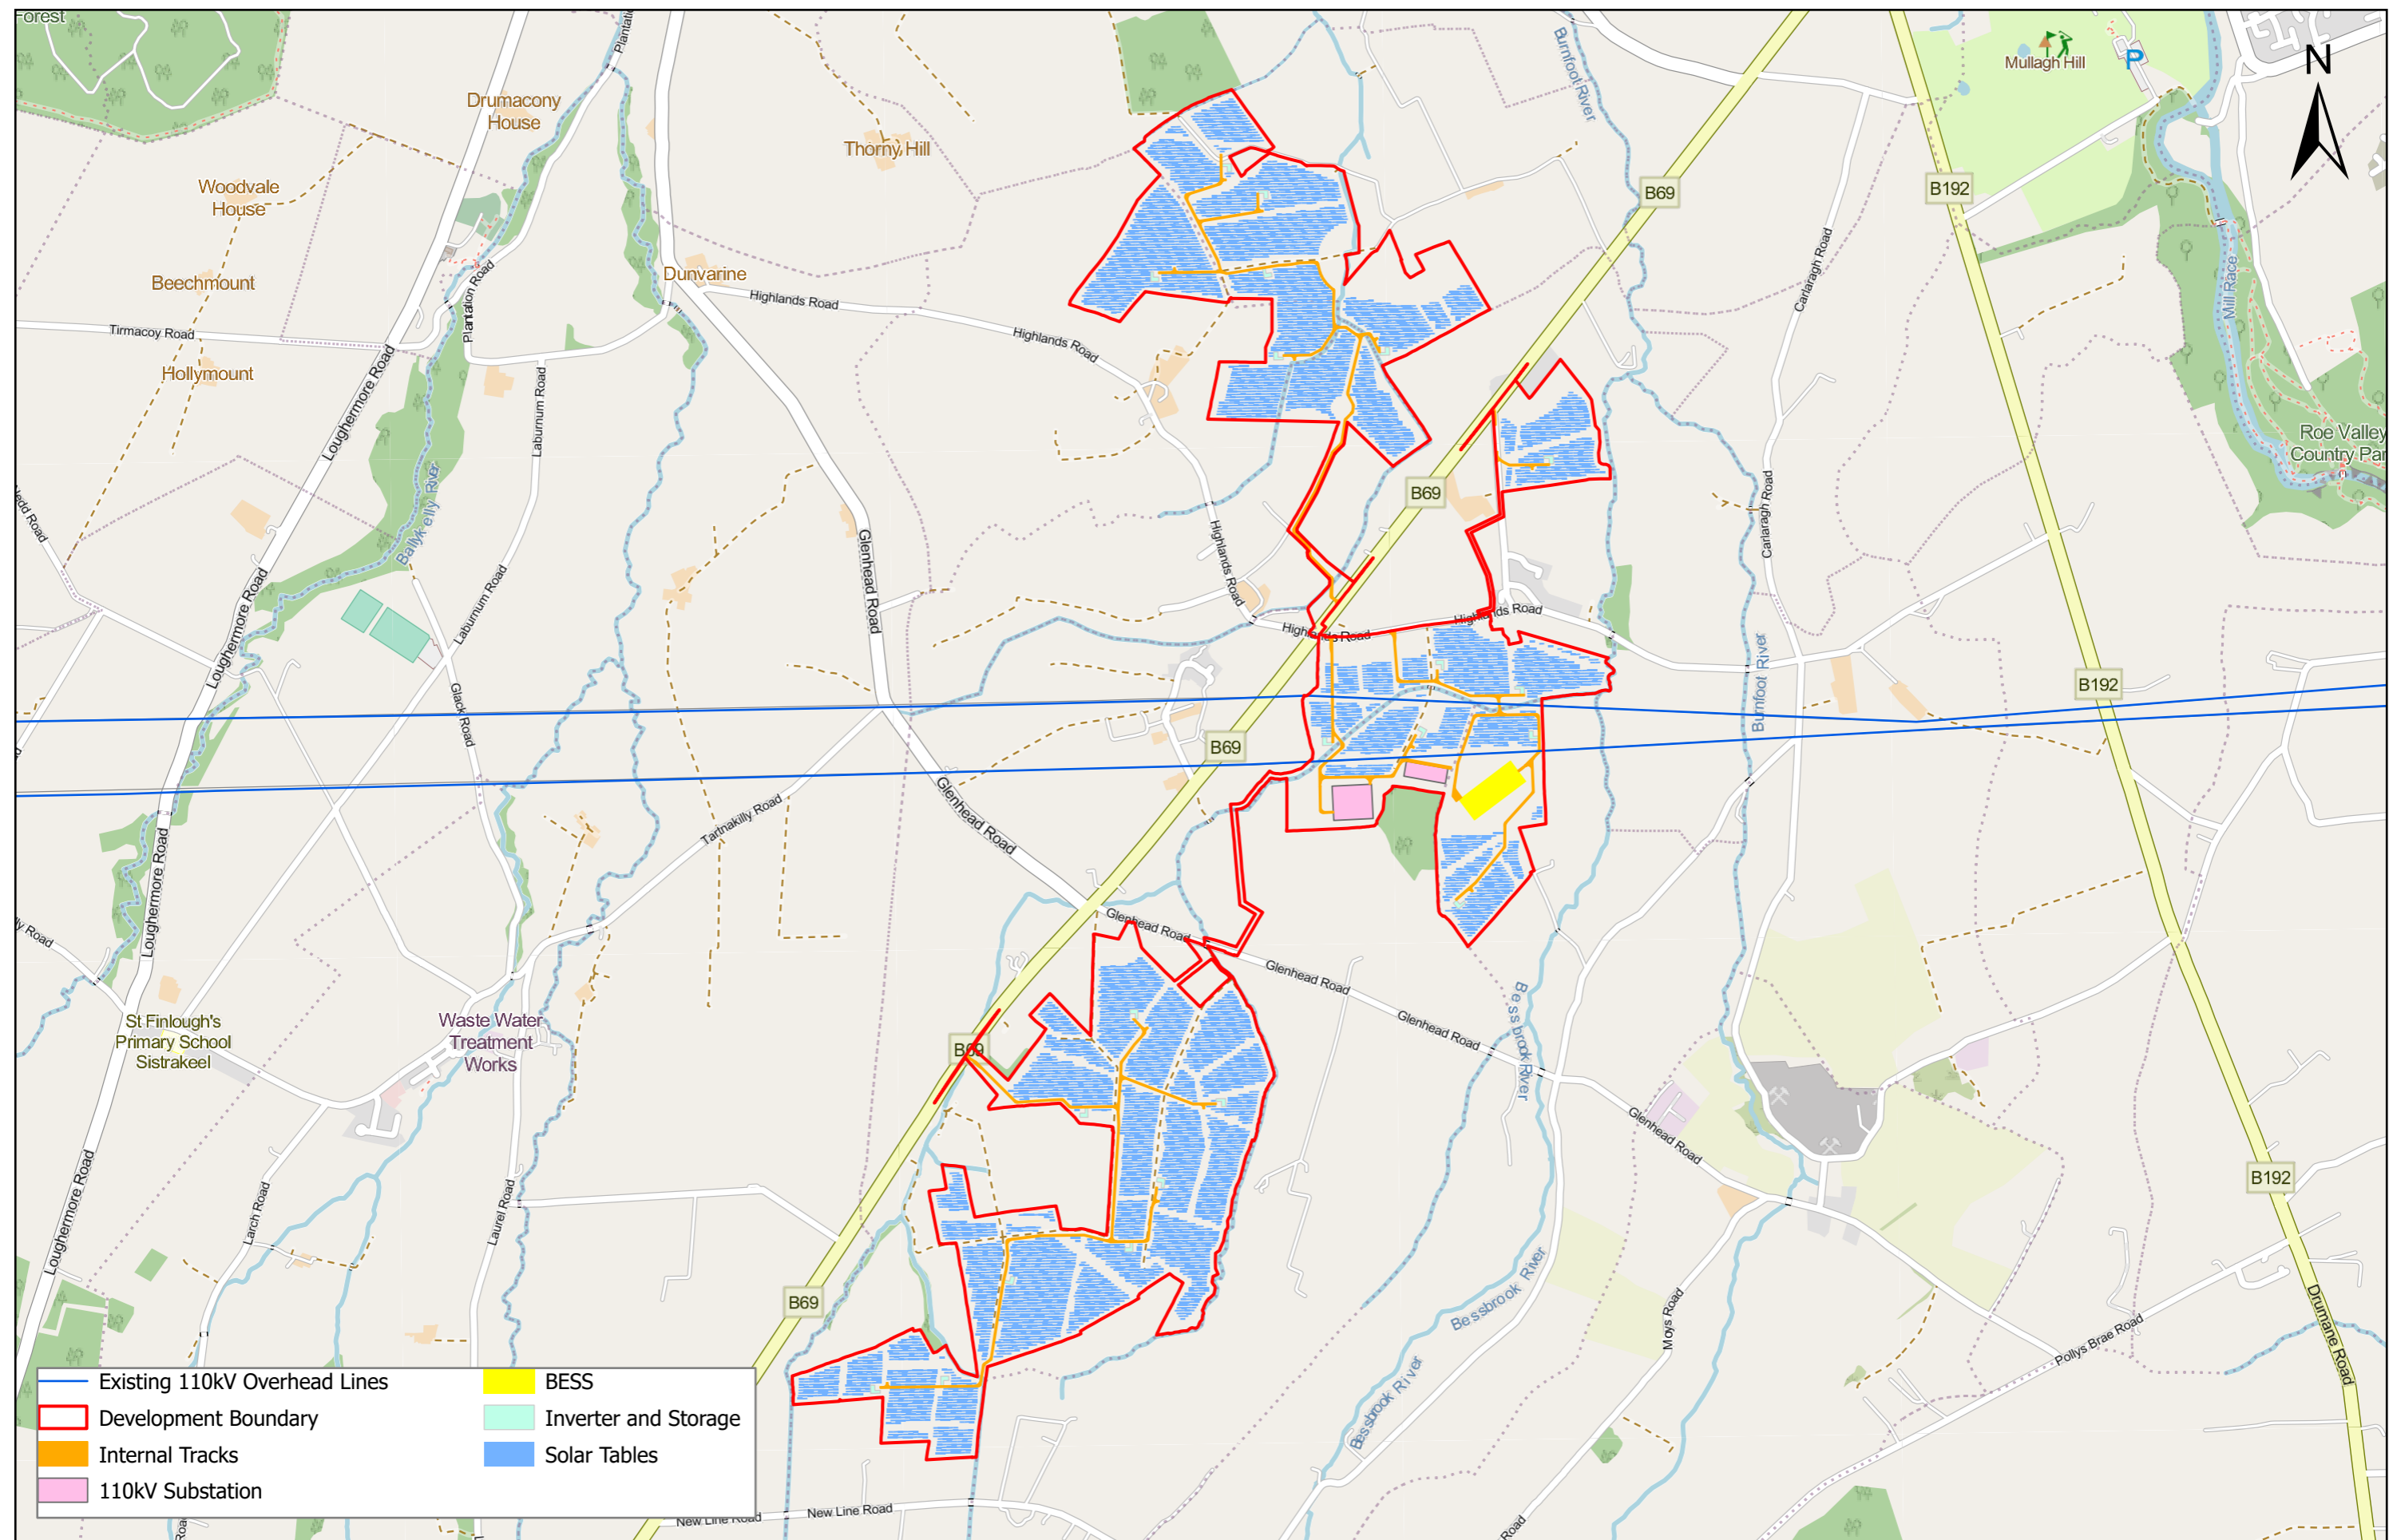 Forest
Plantati
Drumacony
House
Thorny Hill
Burnfoot River
Mullagh Hill
P
N
Woodvale
House
B69
B192
Beechmount
Plantation Road
Dunvarine
Highlands Road
Carlaragh Road
Mill Race
Tirmacoy Road
Highlands Road
Hollymount
Loughermore Road
Laburnum Road
Roe Valley
Country Par
B69
Ballykelly River
Carlaragh Road
Highlands Road
Glenhead Road
Loughermore Road
Laburnum Road
Highlands Road
Highlands Road
Burnfoot River
Glack Road
B192
B69
Tartnakilly Road
Glenhead Road
Loughermore Road
ly Road
Glenhead Road
Glenhead Road
Glenhead Road
Bessbrook River
St Finlough's
Primary School
Sistrakeel
Waste Water
Treatment
Works
B69
Glenhead Road
Loughermore Road
Larch Road
Laurel Road
B192
Bessbrook River
B69
Moys Road
Pollys Brae Road
Drumane Road
Bessbrook River
Existing 110kV Overhead Lines
Development Boundary
Internal Tracks
110kV Substation
BESS
Inverter and Storage
Solar Tables
New Line Road
New Line Road
Road